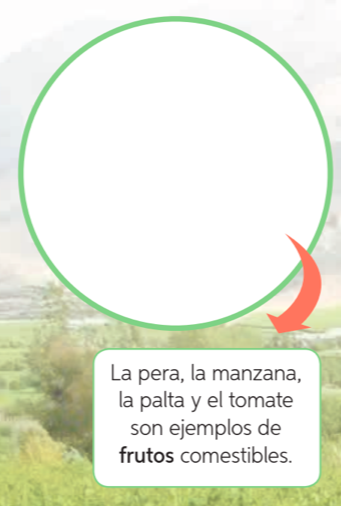 La pera, la manzana,
la palta y el tomate
son ejemplos de
frutos comestibles.